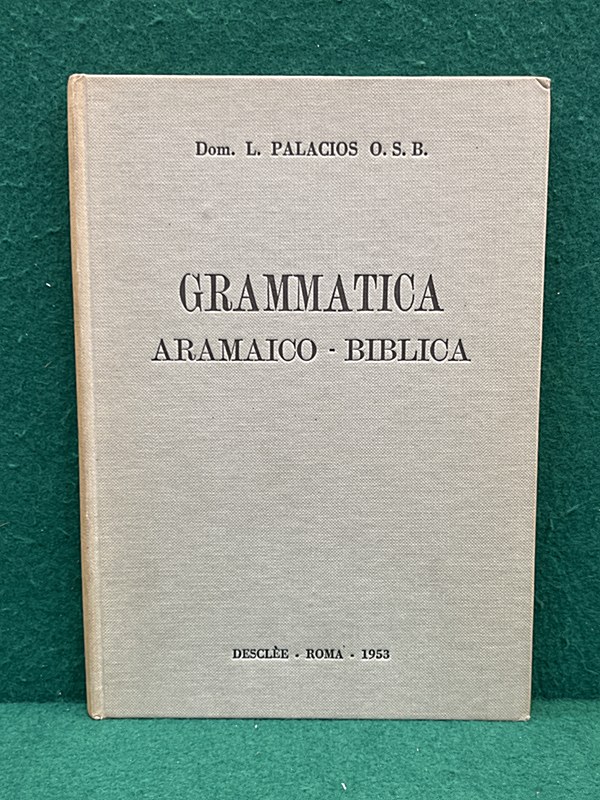 Dom. L. PALACIOS O. S. B.
GRAMMATICA
ARAMAICO - BIBLICA
DESCLÈE - ROMA - 1953